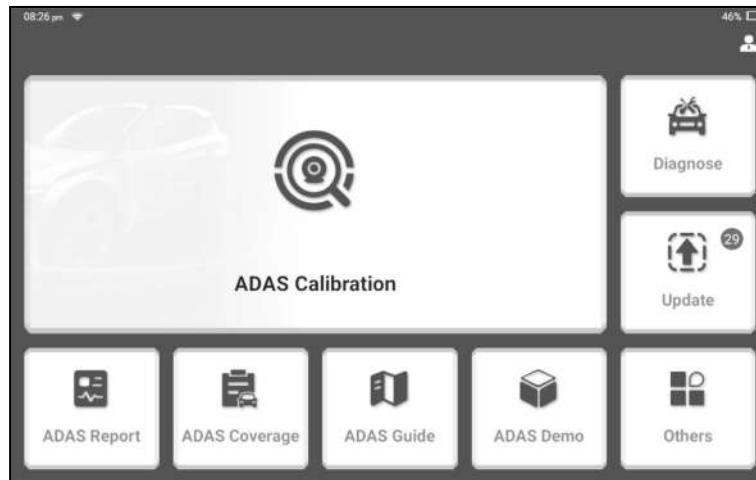 08:26 pm
46%
ADAS Calibration
Diagnose
29
Update
ADAS Report
ADAS Coverage
ADAS Guide
ADAS Demo
Others